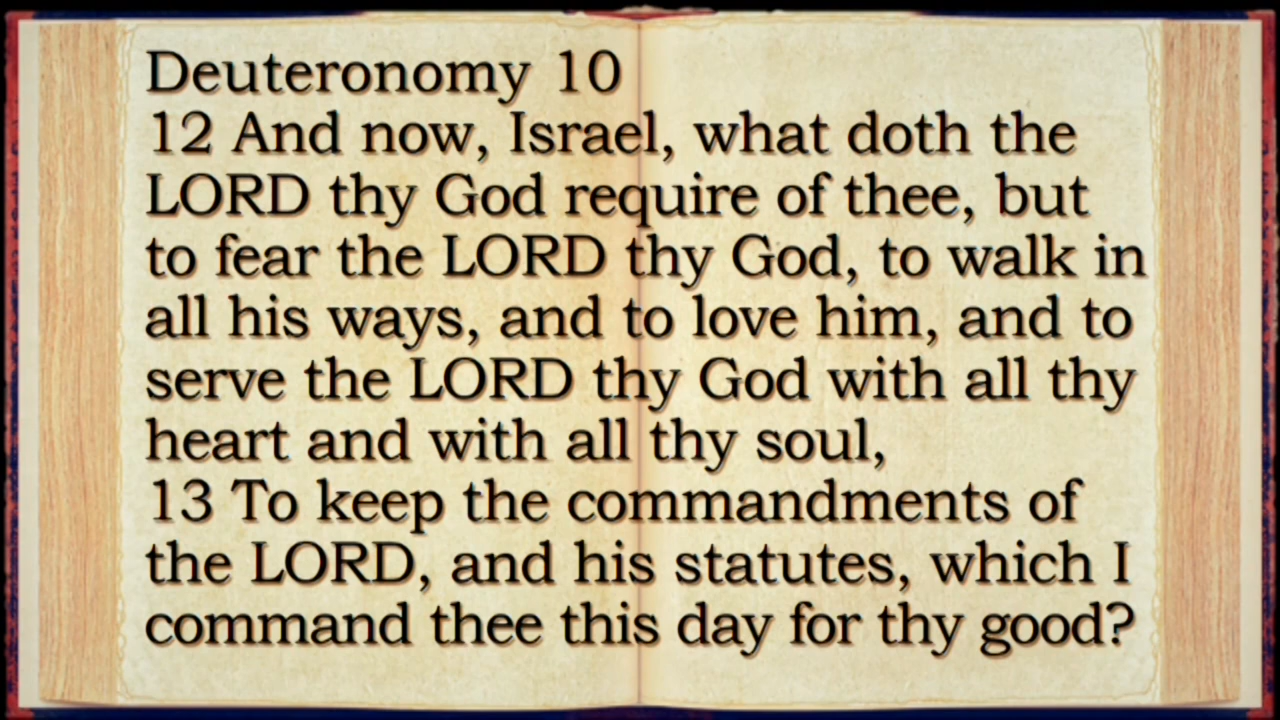 Deuteronomy 10
12 And now, Israel, what doth the
LORD thy God require of thee, but
to fear the LORD thy God, to walk in
all his ways, and to love him, and to
serve the LORD thy God with all thy
heart and with all thy soul,
13 To keep the commandments of
the LORD, and his statutes, which I
command thee this day for thy good?